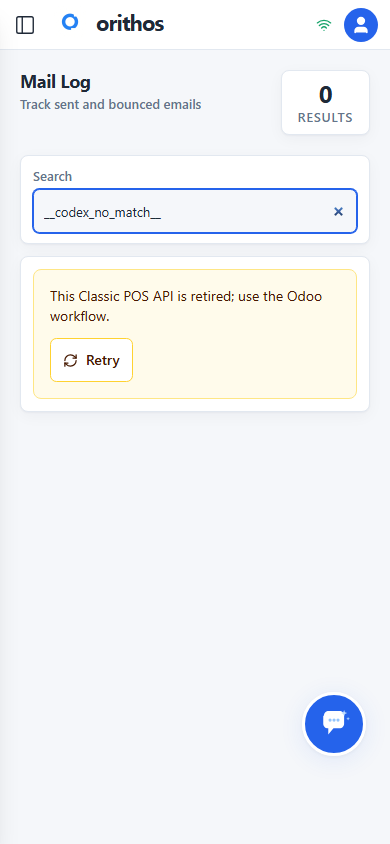 orithos
Mail Log
Track sent and bounced emails
0
RESULTS
Search
__codex_no_match__
This Classic POS API is retired; use the Odoo
workflow.
Retry